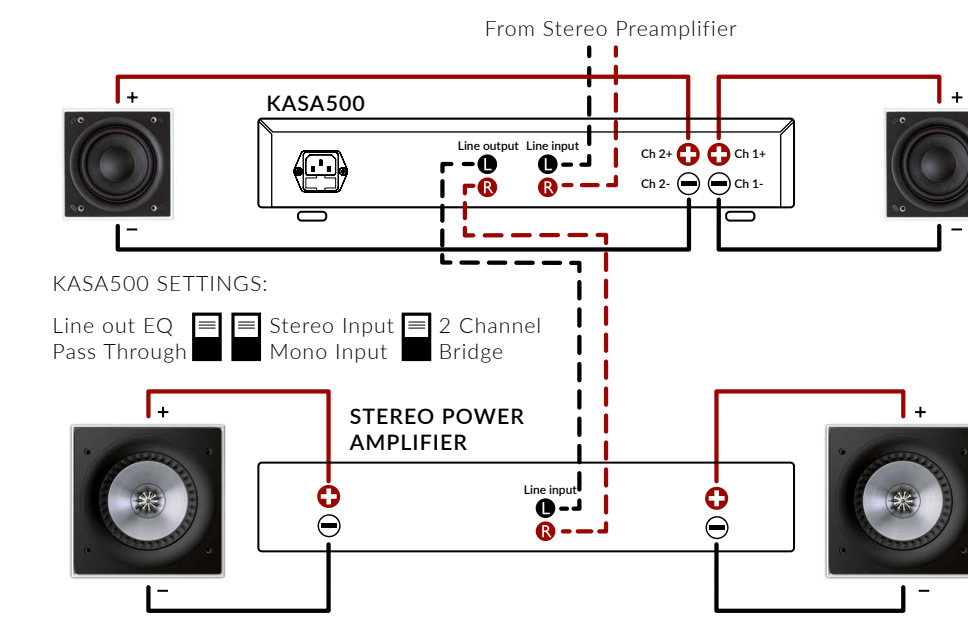 From Stereo Preamplifier
+
+
KASA500
Line output Line input
L L
R R
Ch 2+ Ch 1+
Ch 2- Ch 1-
−
−
KASA500 SETTINGS:
Line out EQ Stereo Input 2 Channel
Pass Through Mono Input Bridge
+
+
STEREO POWER
AMPLIFIER
Line input
L
R
−
−